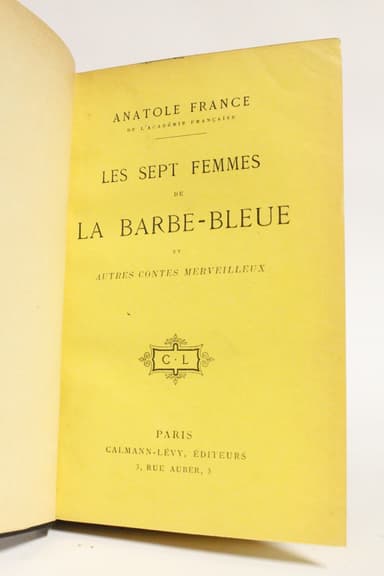 ANATOLE FRANCE
DE L'ACADÉMIE FRANÇAISE
LES SEPT FEMMES
DE
LA BARBE-BLEUE
ET
AUTRES CONTES MERVEILLEUX
C·L
PARIS
CALMANN-LÉVY, ÉDITEURS
3, RUE AUBER, 3